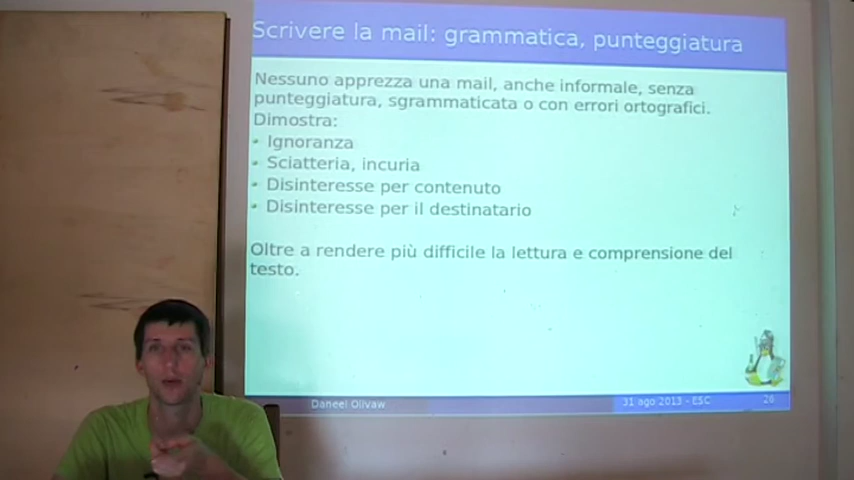 Scrivere la mail: grammatica, punteggiatura
Nessuno apprezza una mail, anche informale, senza
punteggiatura, sgrammaticata o con errori ortografici.
Dimostra:
Ignoranza
Sciatteria, incuria
Disinteresse per contenuto
Disinteresse per il destinatario
Oltre a rendere più difficile la lettura e comprensione del
testo.
Daneel Olivaw
31 ago 2013 - ESC
26